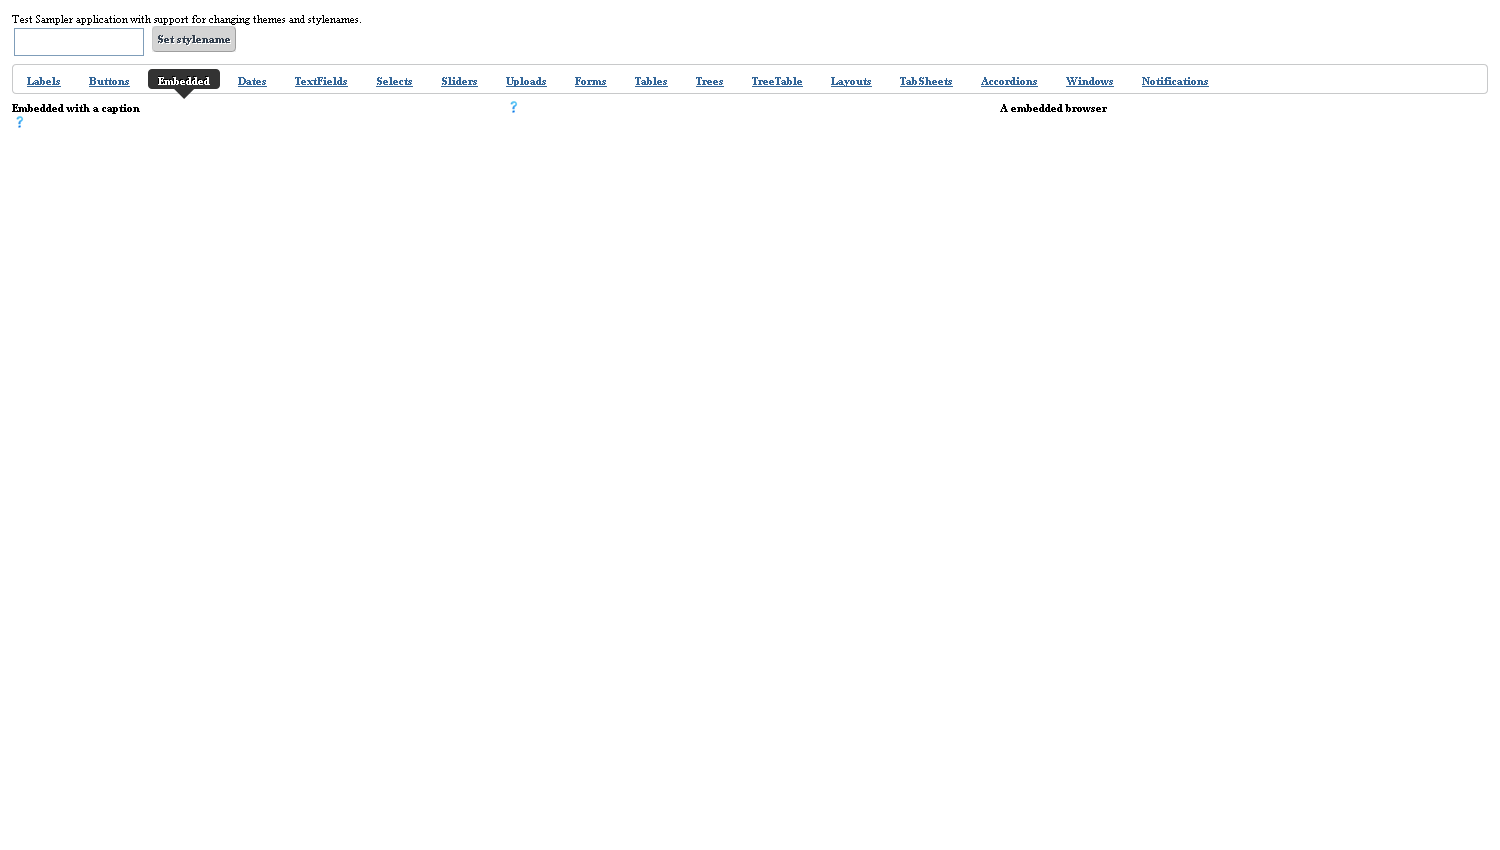 Test Sampler application with support for changing themes and stylenames.
Set stylename
Labels Buttons Embedded Dates TextFields Selects Sliders Uploads Forms Tables Trees TreeTable Layouts TabSheets Accordions Windows Notifications
Embedded with a caption ? A embedded browser
?